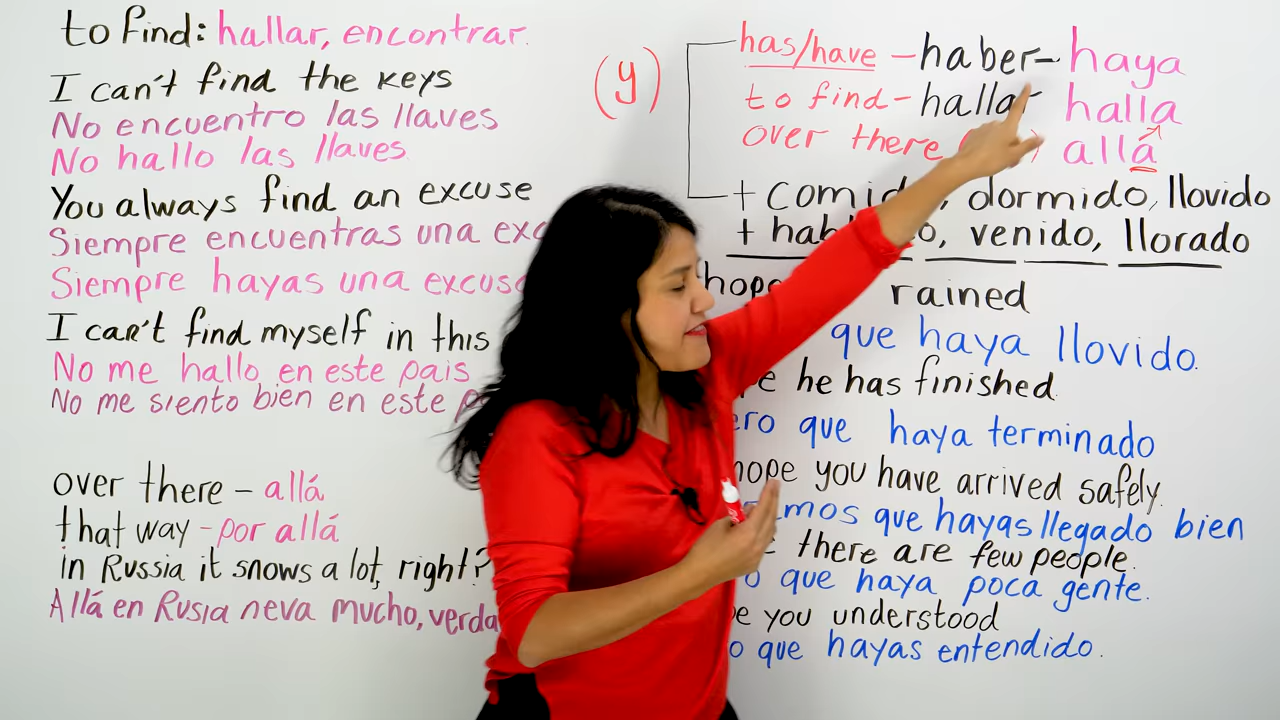 to find: hallar, encontrar.
I can't find the keys
No encuentro las llaves
No hallo las llaves.
You always find an excuse
Siempre encuentras una
Siempre hayas una excus
I can't find myself in this
No me hallo en este pais
No me siento bien en este
over there - allá
that way - por allá
in Russia it snows a lot, right?
Allá en Rusia neva mucho, verda
(y)
has/have - haber - haya
to find - hallar halla
over there allá
+ comid, dormido, llovido
+ hab o, venido, llorado
hope rained
que haya llovido.
he has finished.
ero que haya terminado
hope you have arrived safely.
mos que hayas llegado bien
there are few people.
o que haya poca gente.
pe you understood
o que hayas entendido.